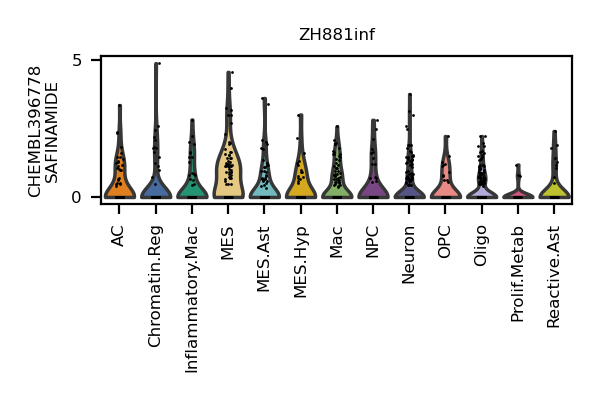 ZH881inf
CHEMBL396778
SAFINAMIDE
5
0
AC
Chromatin.Reg
Inflammatory.Mac
MES
MES.Ast
MES.Hyp
Mac
NPC
Neuron
OPC
Oligo
Prolif.Metab
Reactive.Ast